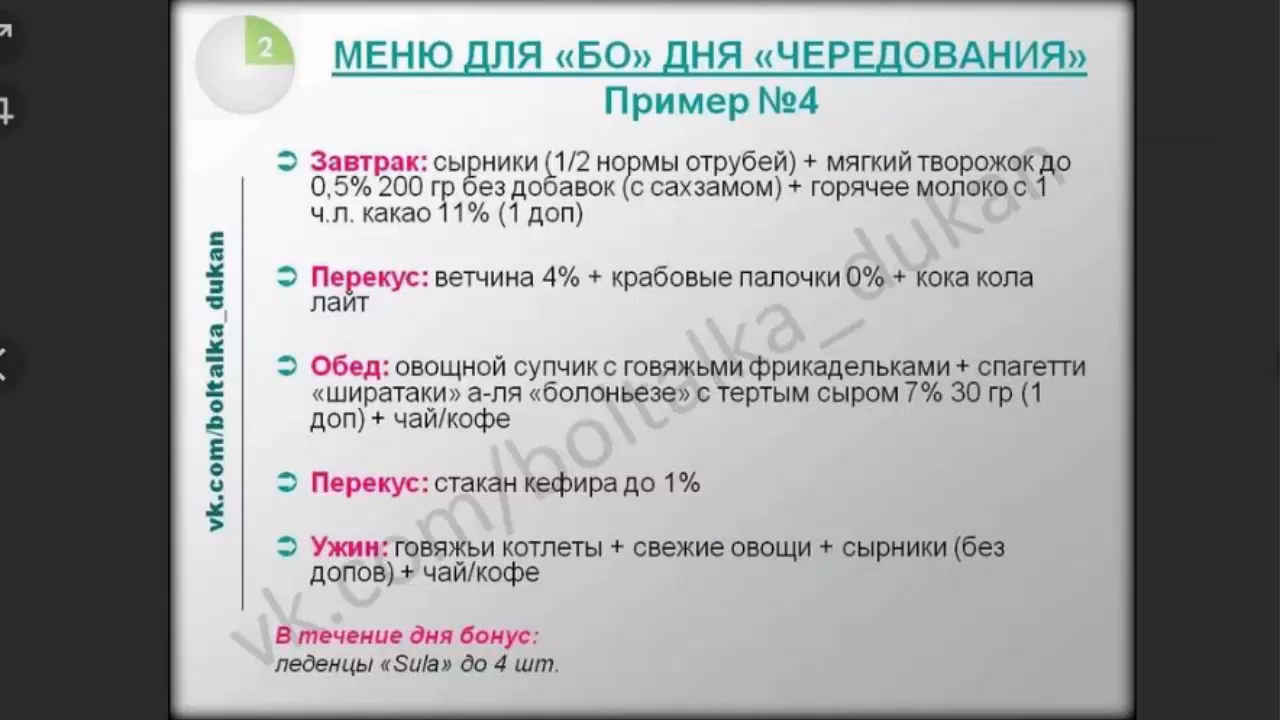 2
МЕНЮ ДЛЯ «БО» ДНЯ «ЧЕРЕДОВАНИЯ»
Пример №4
Завтрак: сырники (1/2 нормы отрубей) + мягкий творожок до
0,5% 200 гр без добавок (с сахзамом) + горячее молоко с 1
ч.л. какао 11% (1 доп)
Перекус: ветчина 4% + крабовые палочки 0% + кока кола
лайт
Обед: овощной супчик с говяжьми фрикадельками + спагетти
«ширатаки» а-ля «болоньезе» с тертым сыром 7% 30 гр (1
доп) + чай/кофе
Перекус: стакан кефира до 1%
Ужин: говяжьи котлеты + свежие овощи + сырники (без
допов) + чай/кофе
В течение дня бонус:
леденцы «Sula» до 4 шт.
vk.com/boltalka_dukan
vk.com/boltalka_dukan